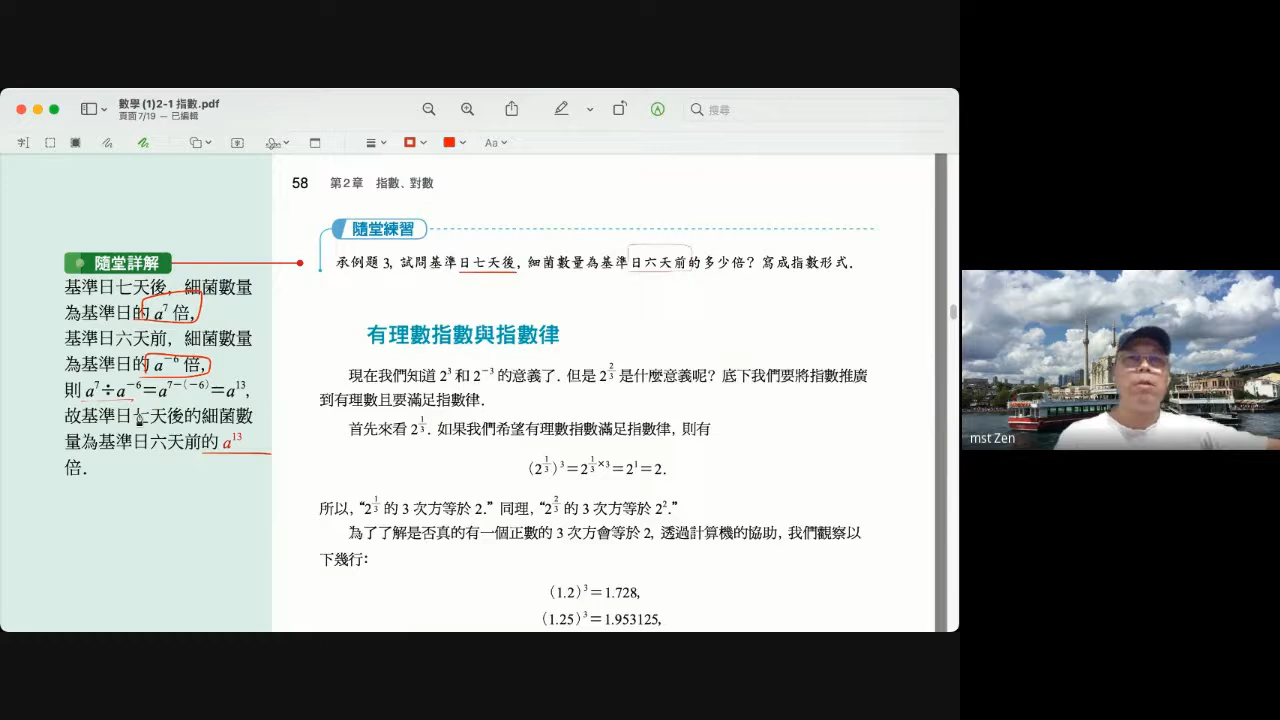 數學 (1)2-1 指數.pdf
頁面 7/19 — 已編輯
搜尋
Aa
58 第2章 指數、對數
隨堂練習
承例題 3, 試問基準日七天後, 細菌數量為基準日六天前的多少倍? 寫成指數形式.
隨堂詳解
基準日七天後, 細菌數量
為基準日的 a⁷ 倍,
基準日六天前, 細菌數量
為基準日的 a⁻⁶ 倍,
則 a⁷÷a⁻⁶=a⁷⁻⁽⁻⁶⁾=a¹³,
故基準日七天後的細菌數
量為基準日六天前的 a¹³
倍.
有理數指數與指數律
現在我們知道 2³ 和 2⁻³ 的意義了. 但是 2^(2/3) 是什麼意義呢? 底下我們要將指數推廣
到有理數且要滿足指數律.
首先來看 2^(1/3). 如果我們希望有理數指數滿足指數律, 則有
(2^(1/3))³=2^(1/3×3)=2¹=2.
所以, “2^(1/3) 的 3 次方等於 2.” 同理, “2^(2/3) 的 3 次方等於 2².”
為了了解是否真的有一個正數的 3 次方會等於 2, 透過計算機的協助, 我們觀察以
下幾行:
(1.2)³=1.728,
(1.25)³=1.953125,
mst Zen